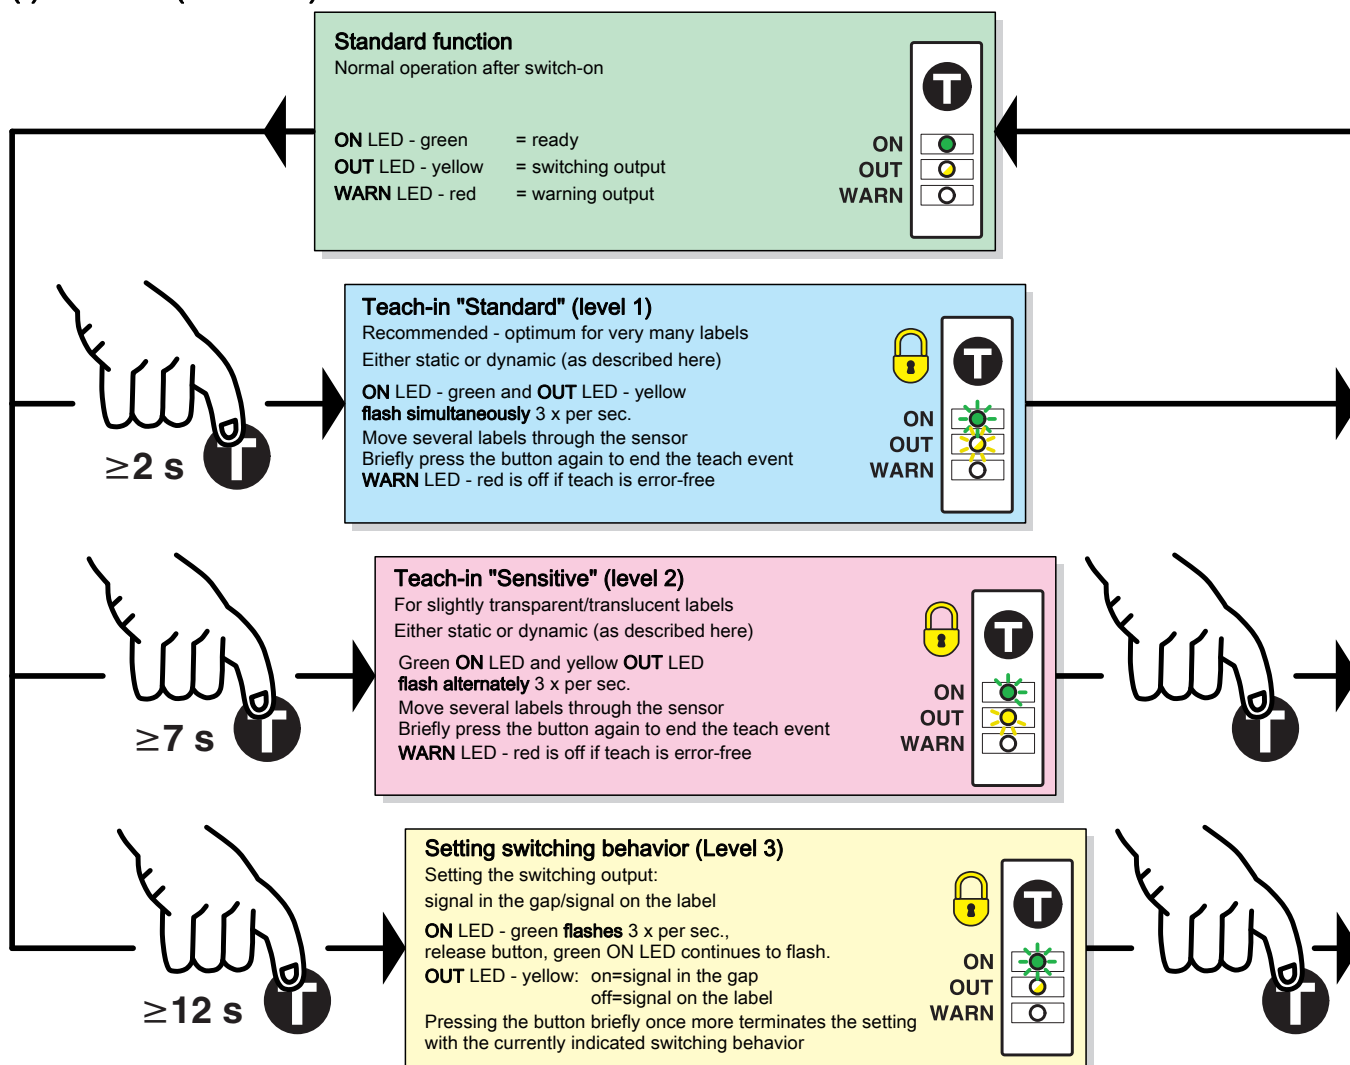 Standard function
Normal operation after switch-on
ON LED - green = ready
OUT LED - yellow = switching output
WARN LED - red = warning output
T
ON
OUT
WARN
Teach-in "Standard" (level 1)
Recommended - optimum for very many labels
Either static or dynamic (as described here)
ON LED - green and OUT LED - yellow
flash simultaneously 3 x per sec.
Move several labels through the sensor
Briefly press the button again to end the teach event
WARN LED - red is off if teach is error-free
T
ON
OUT
WARN
≥2 s
T
Teach-in "Sensitive" (level 2)
For slightly transparent/translucent labels
Either static or dynamic (as described here)
Green ON LED and yellow OUT LED
flash alternately 3 x per sec.
Move several labels through the sensor
Briefly press the button again to end the teach event
WARN LED - red is off if teach is error-free
T
ON
OUT
WARN
≥7 s
T
T
Setting switching behavior (Level 3)
Setting the switching output:
signal in the gap/signal on the label
ON LED - green flashes 3 x per sec.,
release button, green ON LED continues to flash.
OUT LED - yellow: on=signal in the gap
off=signal on the label
Pressing the button briefly once more terminates the setting
with the currently indicated switching behavior
T
ON
OUT
WARN
≥12 s
T
T